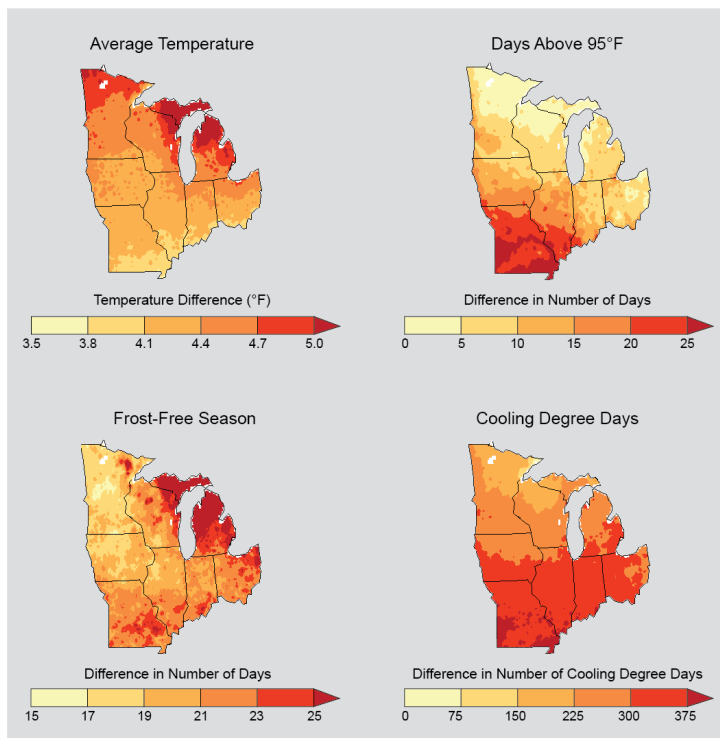 Average Temperature
Days Above 95°F
Temperature Difference (°F)
3.5 3.8 4.1 4.4 4.7 5.0
Difference in Number of Days
0 5 10 15 20 25
Frost-Free Season
Cooling Degree Days
Difference in Number of Days
15 17 19 21 23 25
Difference in Number of Cooling Degree Days
0 75 150 225 300 375